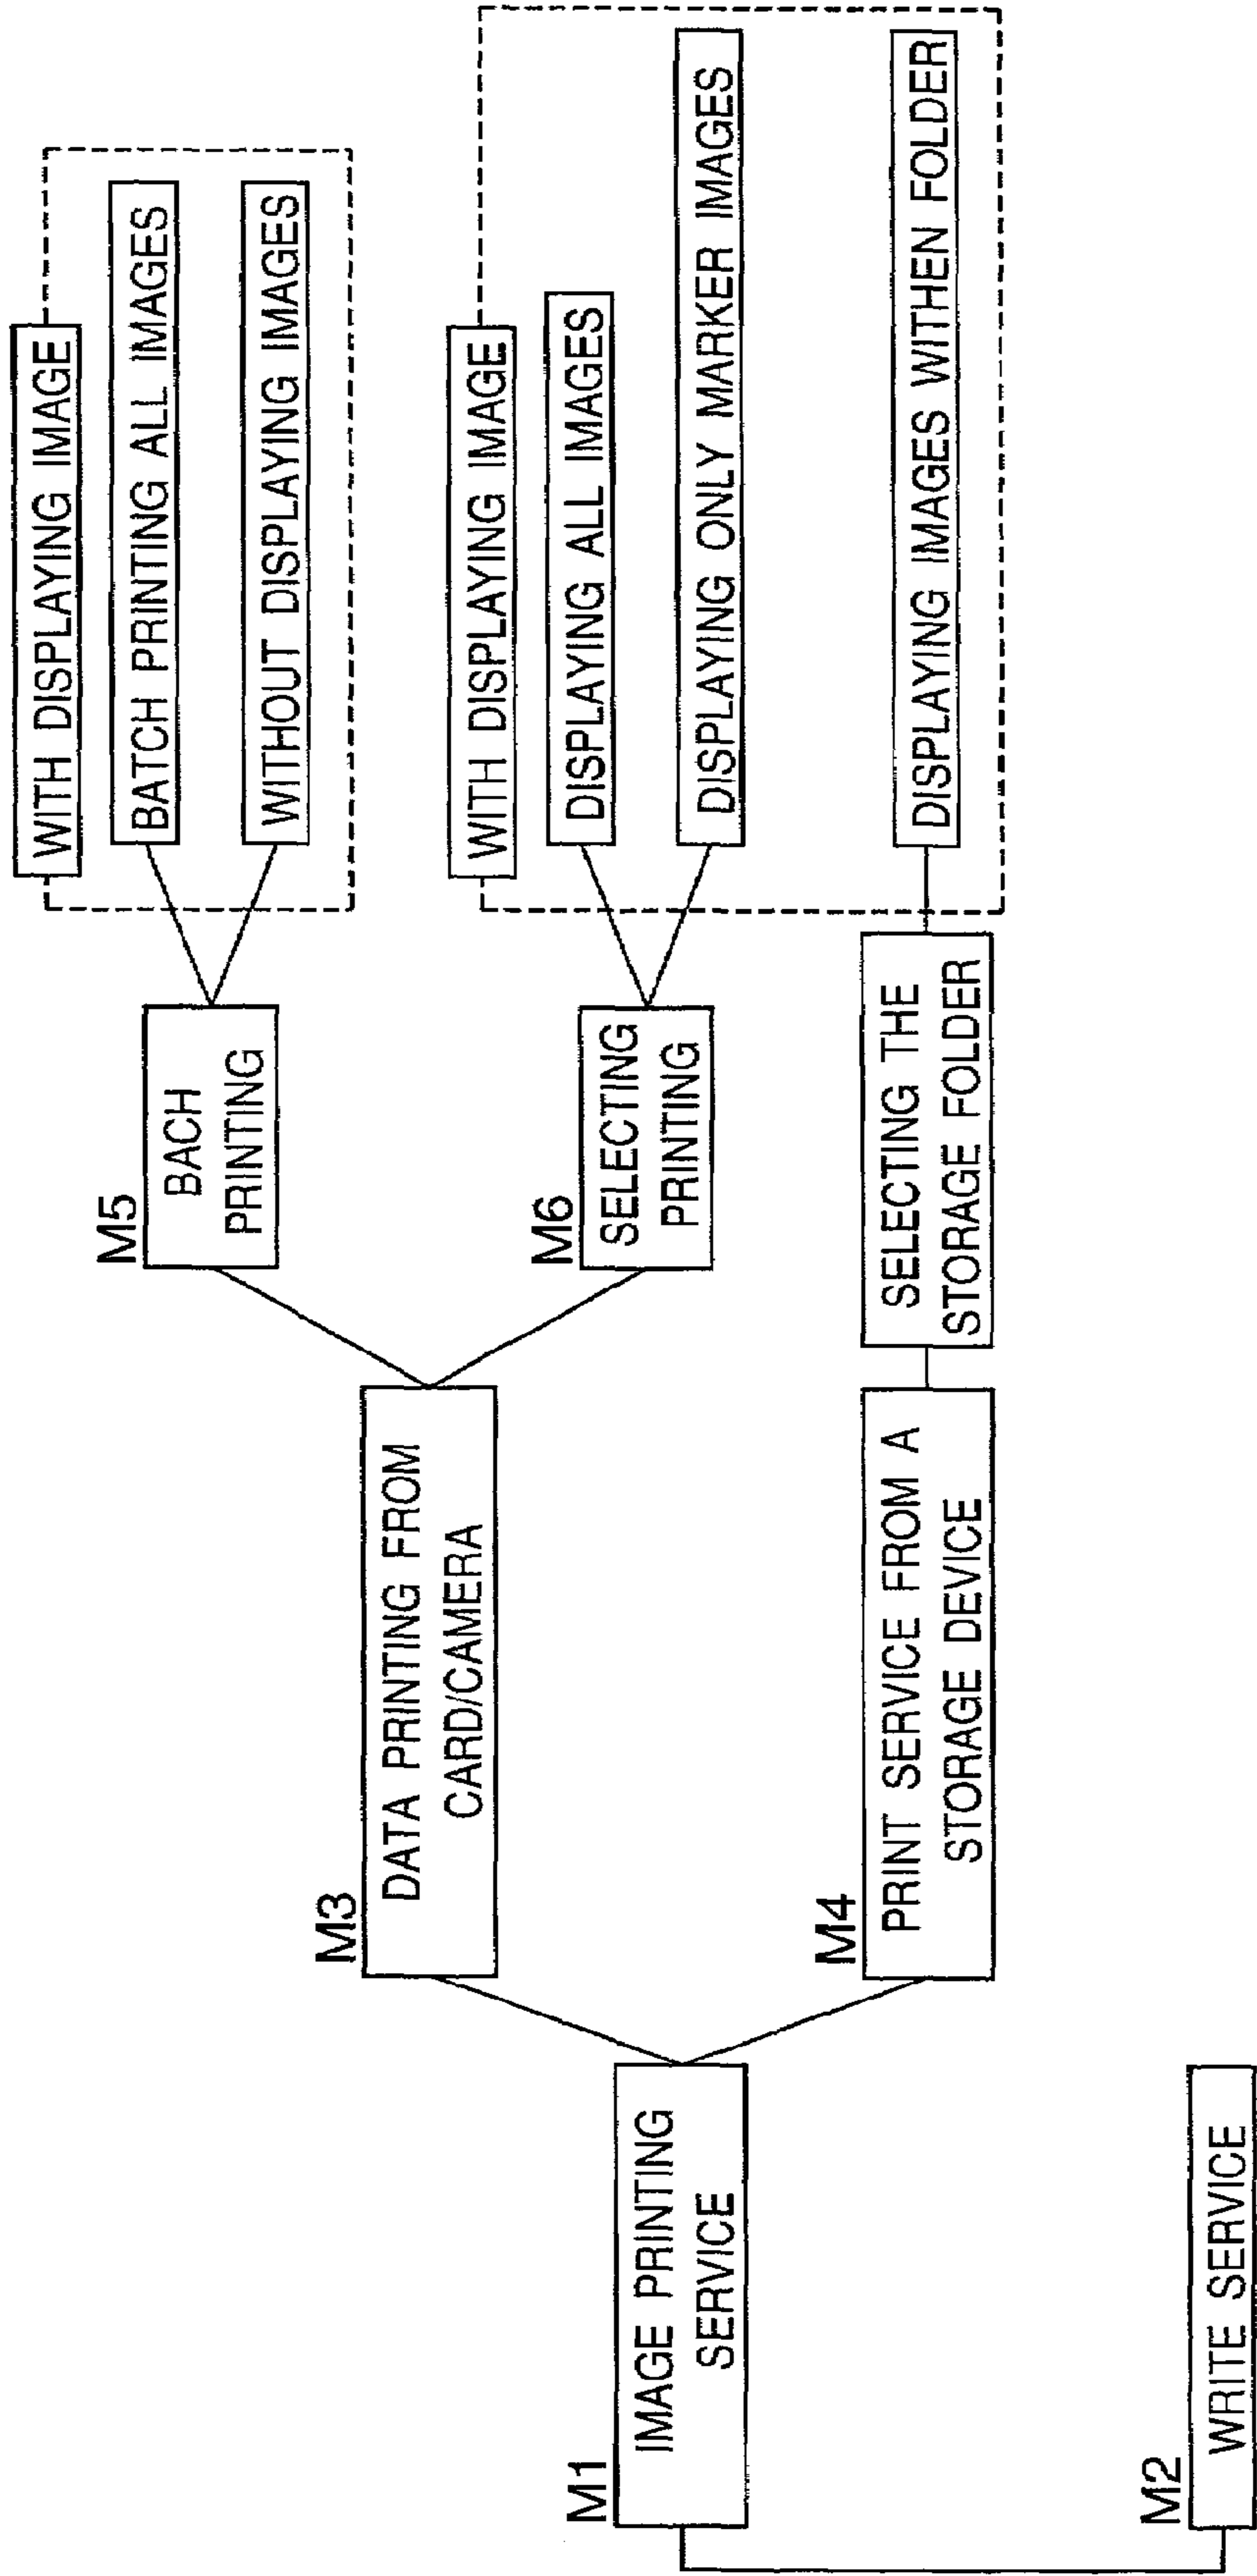 M1
IMAGE PRINTING
SERVICE
M2
WRITE SERVICE
M3
DATA PRINTING FROM
CARD/CAMERA
M4
PRINT SERVICE FROM A
STORAGE DEVICE
M5
BACH
PRINTING
M6
SELECTING
PRINTING
SELECTING THE
STORAGE FOLDER
WITH DISPLAYING IMAGE
BATCH PRINTING ALL IMAGES
WITHOUT DISPLAYING IMAGES
WITH DISPLAYING IMAGE
DISPLAYING ALL IMAGES
DISPLAYING ONLY MARKER IMAGES
DISPLAYING IMAGES WITHEN FOLDER